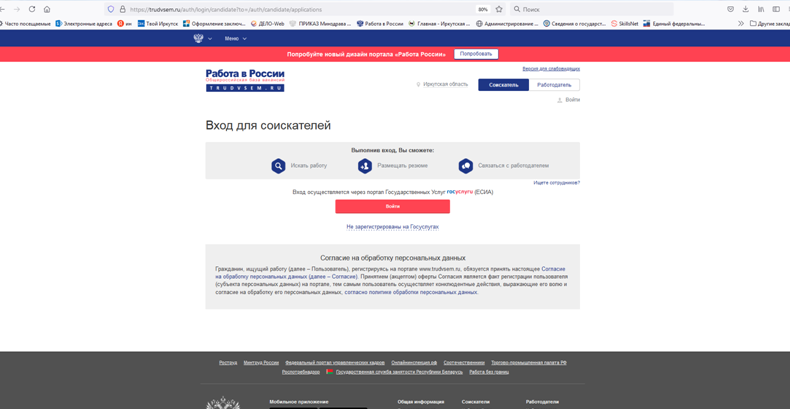 https://trudvsem.ru/auth/login/candidate?to=/auth/candidate/applications
80%
Поиск
Часто посещаемые Электронные адреса ян Твой Иркутск Оформление заключ... ДЕЛО-Web ПРИКАЗ Минздрава ... Работа в России Главная - Иркутская ... Администрирование ... Сведения о государст... SkillsNet Единый федеральны... Другие заклад
Меню
Попробуйте новый дизайн портала «Работа России» Попробовать
Версия для слабовидящих
Работа в России
Общероссийская база вакансий
TRUDVSEM.RU
Иркутская область Соискатель Работодатель
Войти
Вход для соискателей
Выполнив вход, Вы сможете:
Искать работу Размещать резюме Связаться с работодателем
Ищете сотрудников?
Вход осуществляется через портал Государственных Услуг госуслуги (ЕСИА)
Войти
Не зарегистрированы на Госуслугах
Согласие на обработку персональных данных
Гражданин, ищущий работу (далее – Пользователь), регистрируясь на портале www.trudvsem.ru, обязуется принять настоящее Согласие
на обработку персональных данных (далее – Согласие). Принятием (акцептом) оферты Согласия является факт регистрации пользователя
(субъекта персональных данных) на портале, тем самым пользователь осуществляет конклюдентные действия, выражающие его волю и
согласие на обработку его персональных данных, согласно политике обработки персональных данных.
Роструд Минтруд России Федеральный портал управленческих кадров Онлайнинспекция.рф Соотечественники Торгово-промышленная палата РФ
Роспотребнадзор Государственная служба занятости Республики Беларусь Работа без границ
Мобильное приложение Общая информация Соискателям Работодателям